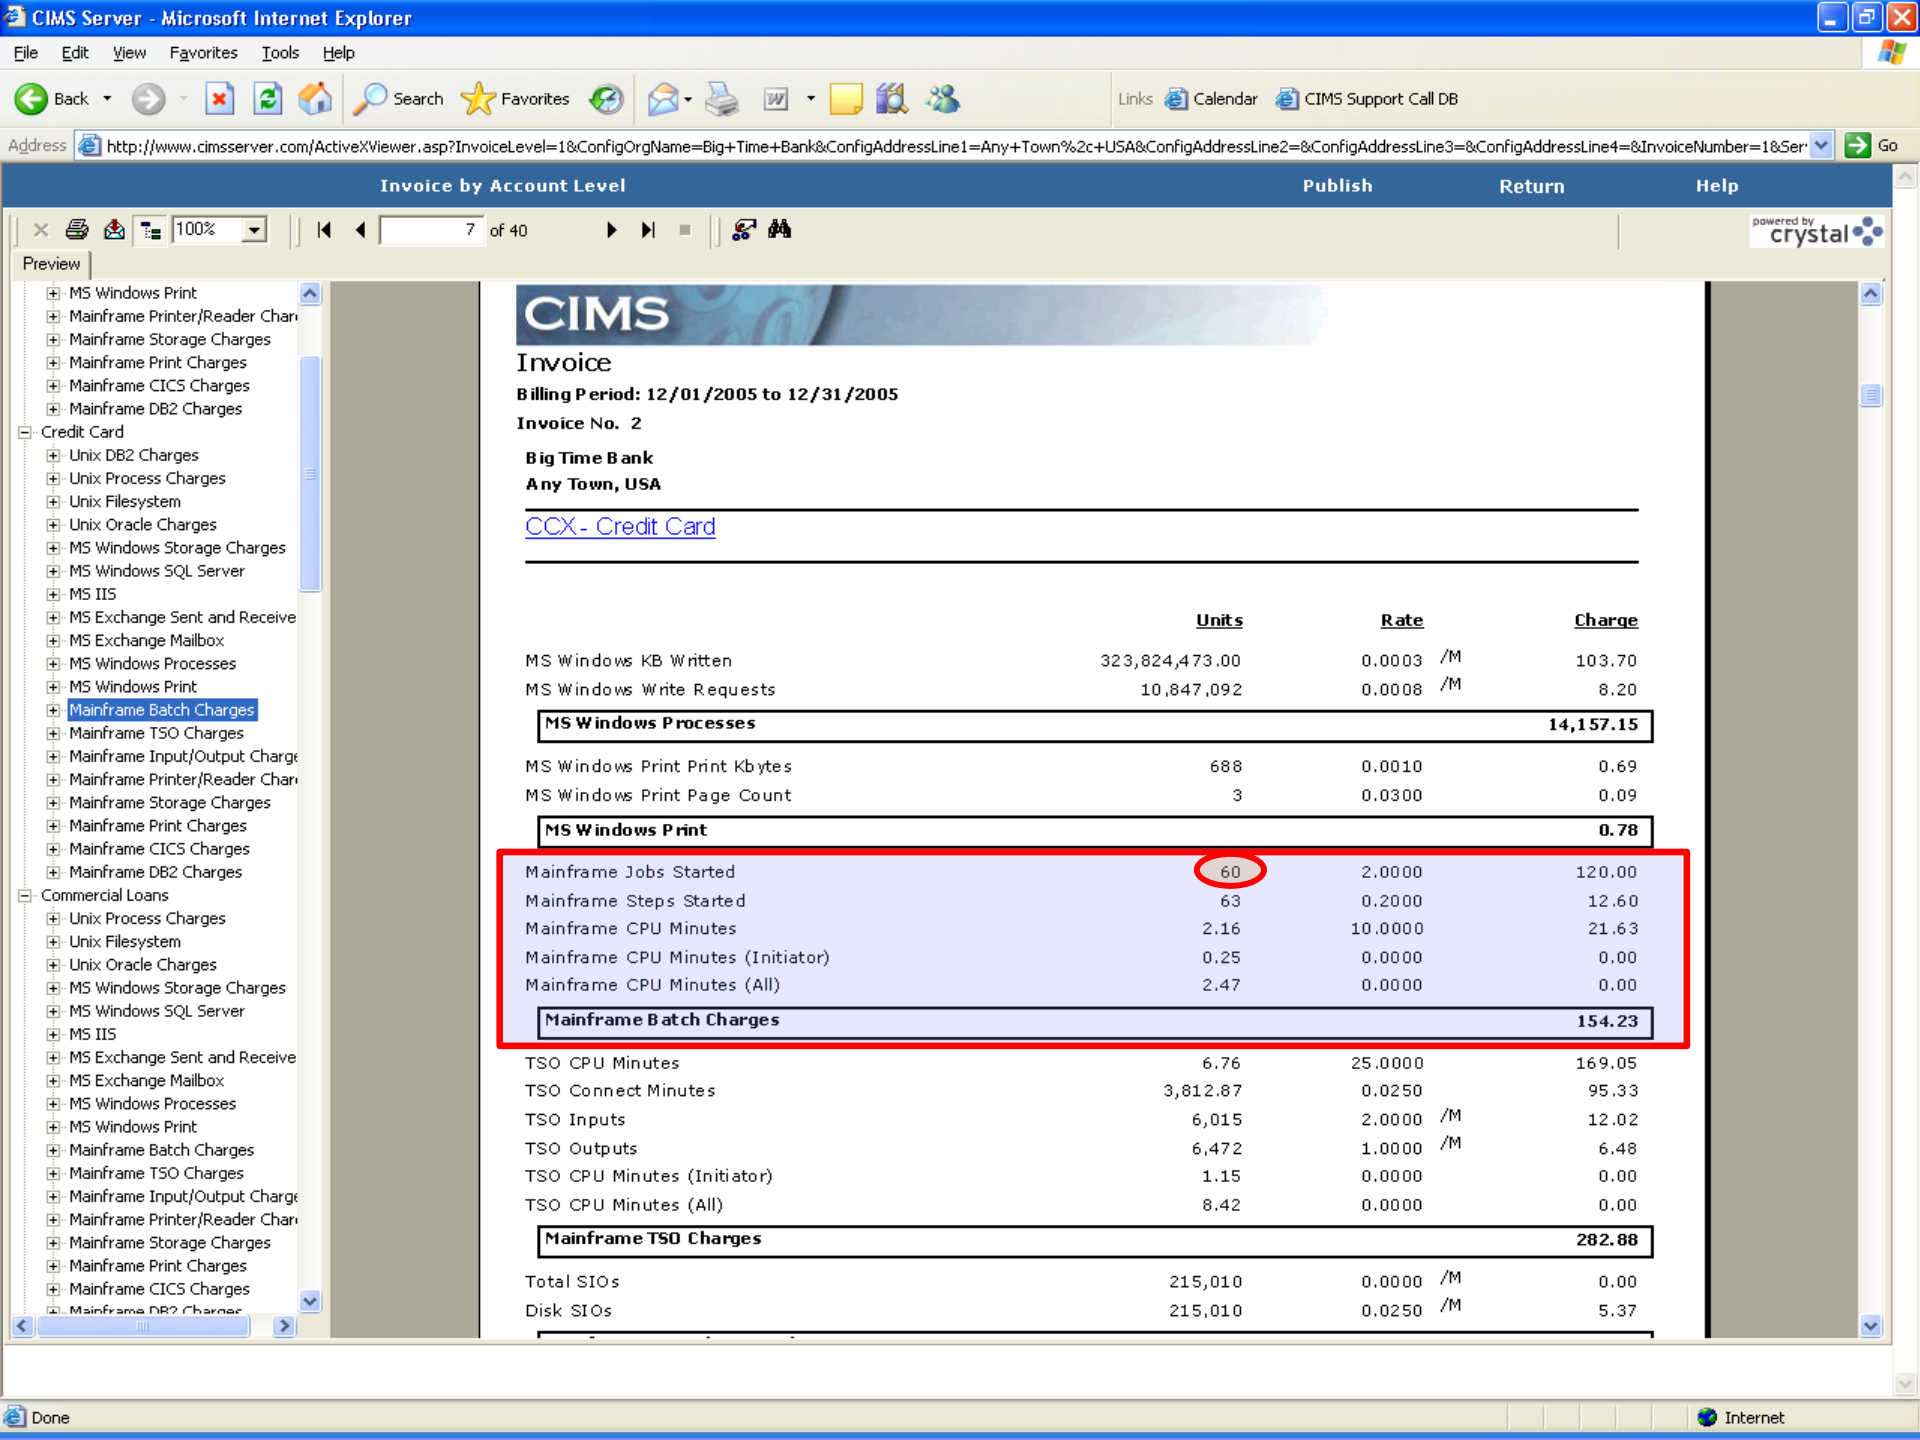 CIMS Server - Microsoft Internet Explorer
File Edit View Favorites Tools Help
Back Search Favorites Links Calendar CIMS Support Call DB
Address http://www.cimsserver.com/ActiveXViewer.asp?InvoiceLevel=1&ConfigOrgName=Big+Time+Bank&ConfigAddressLine1=Any+Town%2c+USA&ConfigAddressLine2=&ConfigAddressLine3=&ConfigAddressLine4=&InvoiceNumber=1&Ser Go
Invoice by Account Level Publish Return Help
100% 7 of 40 powered by crystal
Preview
MS Windows Print
Mainframe Printer/Reader Char
Mainframe Storage Charges
Mainframe Print Charges
Mainframe CICS Charges
Mainframe DB2 Charges
Credit Card
Unix DB2 Charges
Unix Process Charges
Unix Filesystem
Unix Oracle Charges
MS Windows Storage Charges
MS Windows SQL Server
MS IIS
MS Exchange Sent and Receive
MS Exchange Mailbox
MS Windows Processes
MS Windows Print
Mainframe Batch Charges
Mainframe TSO Charges
Mainframe Input/Output Charge
Mainframe Printer/Reader Char
Mainframe Storage Charges
Mainframe Print Charges
Mainframe CICS Charges
Mainframe DB2 Charges
Commercial Loans
Unix Process Charges
Unix Filesystem
Unix Oracle Charges
MS Windows Storage Charges
MS Windows SQL Server
MS IIS
MS Exchange Sent and Receive
MS Exchange Mailbox
MS Windows Processes
MS Windows Print
Mainframe Batch Charges
Mainframe TSO Charges
Mainframe Input/Output Charge
Mainframe Printer/Reader Char
Mainframe Storage Charges
Mainframe Print Charges
Mainframe CICS Charges
Mainframe DB2 Charges
CIMS
Invoice
Billing Period: 12/01/2005 to 12/31/2005
Invoice No. 2
Big Time Bank
Any Town, USA
CCX - Credit Card
Units Rate Charge
MS Windows KB Written 323,824,473.00 0.0003 /M 103.70
MS Windows Write Requests 10,847,092 0.0008 /M 8.20
MS Windows Processes 14,157.15
MS Windows Print Print Kbytes 688 0.0010 0.69
MS Windows Print Page Count 3 0.0300 0.09
MS Windows Print 0.78
Mainframe Jobs Started 60 2.0000 120.00
Mainframe Steps Started 63 0.2000 12.60
Mainframe CPU Minutes 2.16 10.0000 21.63
Mainframe CPU Minutes (Initiator) 0.25 0.0000 0.00
Mainframe CPU Minutes (All) 2.47 0.0000 0.00
Mainframe Batch Charges 154.23
TSO CPU Minutes 6.76 25.0000 169.05
TSO Connect Minutes 3,812.87 0.0250 95.33
TSO Inputs 6,015 2.0000 /M 12.02
TSO Outputs 6,472 1.0000 /M 6.48
TSO CPU Minutes (Initiator) 1.15 0.0000 0.00
TSO CPU Minutes (All) 8.42 0.0000 0.00
Mainframe TSO Charges 282.88
Total SIOs 215,010 0.0000 /M 0.00
Disk SIOs 215,010 0.0250 /M 5.37
Done Internet